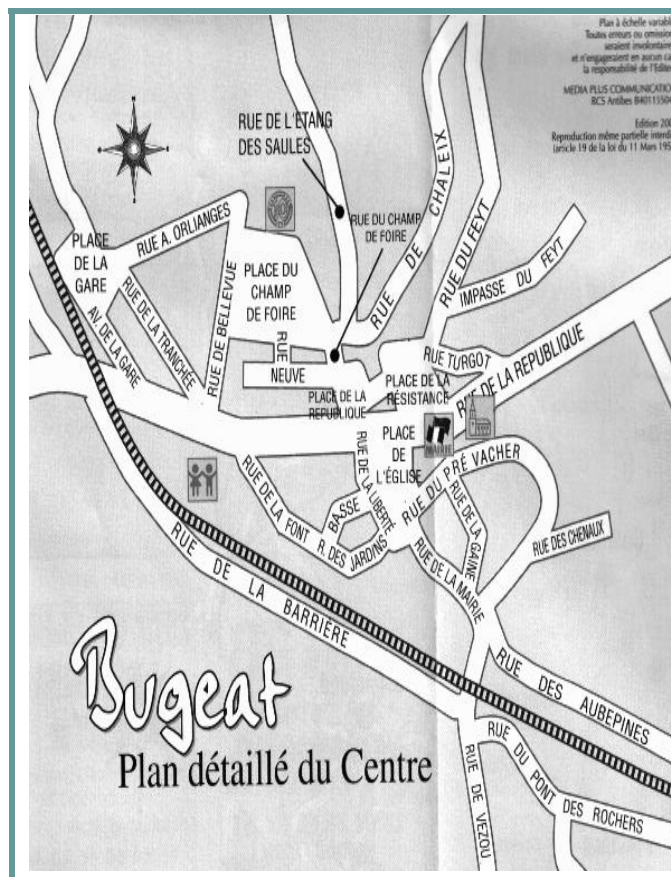 Plan à échelle variable
Toutes erreurs ou omission
seraient involontair
et n'engageraient en aucun ca
la responsabilité de l'Edite
MEDIA PLUS COMMUNICATIO
RCS Antibes
Edition 200
Reproduction même partielle interdi
(article 19 de la loi du 11 Mars 195
RUE DE L'ETANG
DES SAULES
RUE DU CHAMP
DE FOIRE
RUE DE CHALEIX
RUE DU FEYT
IMPASSE DU FEYT
PLACE
DE LA
GARE
RUE A. ORLIANGES
PLACE DU
CHAMP
DE FOIRE
RUE DE LA TRANCHÉE
AV. DE LA GARE
RUE DE BELLEVUE
RUE
NEUVE
RUE TURGOT
RUE DE LA REPUBLIQUE
PLACE DE LA
RÉSISTANCE
PLACE DE LA
REPUBLIQUE
PLACE
DE
L'ÉGLISE
MAIRIE
RUE DU PRÉ VACHER
RUE DE LA LIBERTÉ
BASSE
RUE DE LA FONT
R. DES JARDINS
RUE DE LA GAINE
RUE DES CHENAUX
RUE DE LA MAIRIE
RUE DE LA BARRIÈRE
RUE DES AUBEPINES
RUE DU PONT DES ROCHERS
RUE DE VEZOU
Bugeat
Plan détaillé du Centre